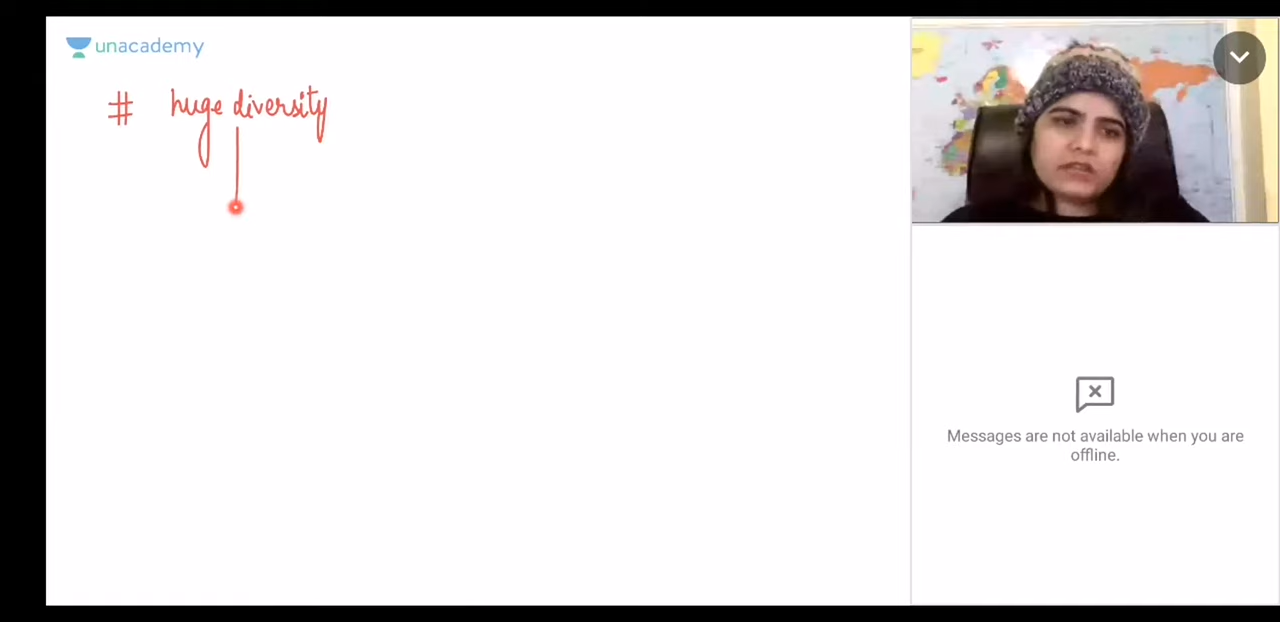 unacademy
# huge diversity
Messages are not available when you are
offline.